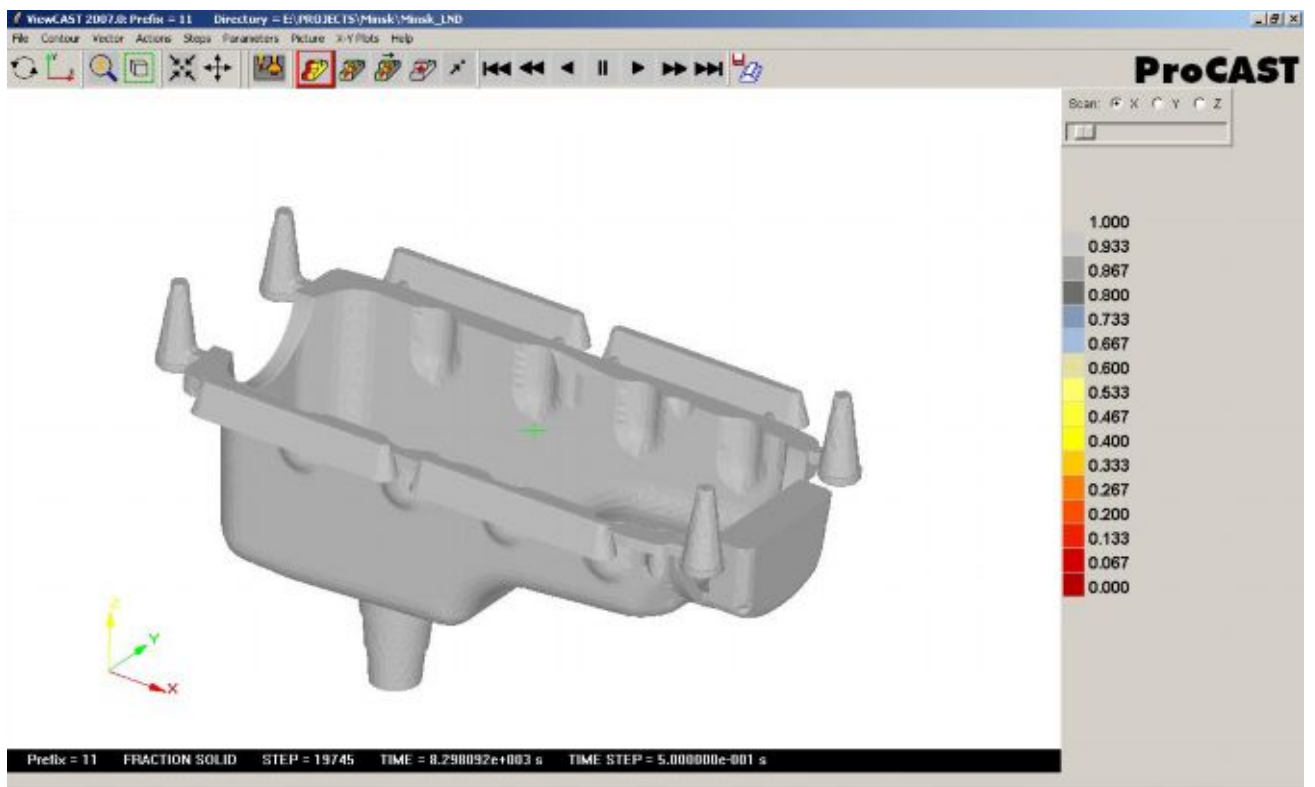 ViewCAST 2007.0: Prefix = 11 Directory = E:\PROJECTS\Minsk\Minsk_LND
File Contour Vector Actions Steps Parameters Picture X-Y Plots Help
ProCAST
Scan: X Y Z
1.000
0.933
0.867
0.800
0.733
0.667
0.600
0.533
0.467
0.400
0.333
0.267
0.200
0.133
0.067
0.000
Z
Y
X
Prefix = 11 FRACTION SOLID STEP = 19745 TIME = 8.298092e+003 s TIME STEP = 5.000000e-001 s